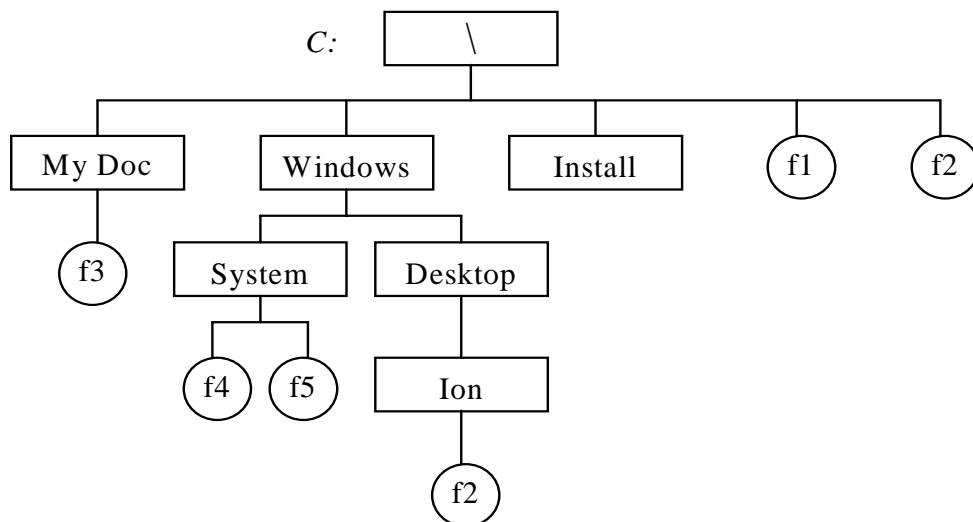 C: \
My Doc Windows Install f1 f2
f3 System Desktop
f4 f5 Ion
f2